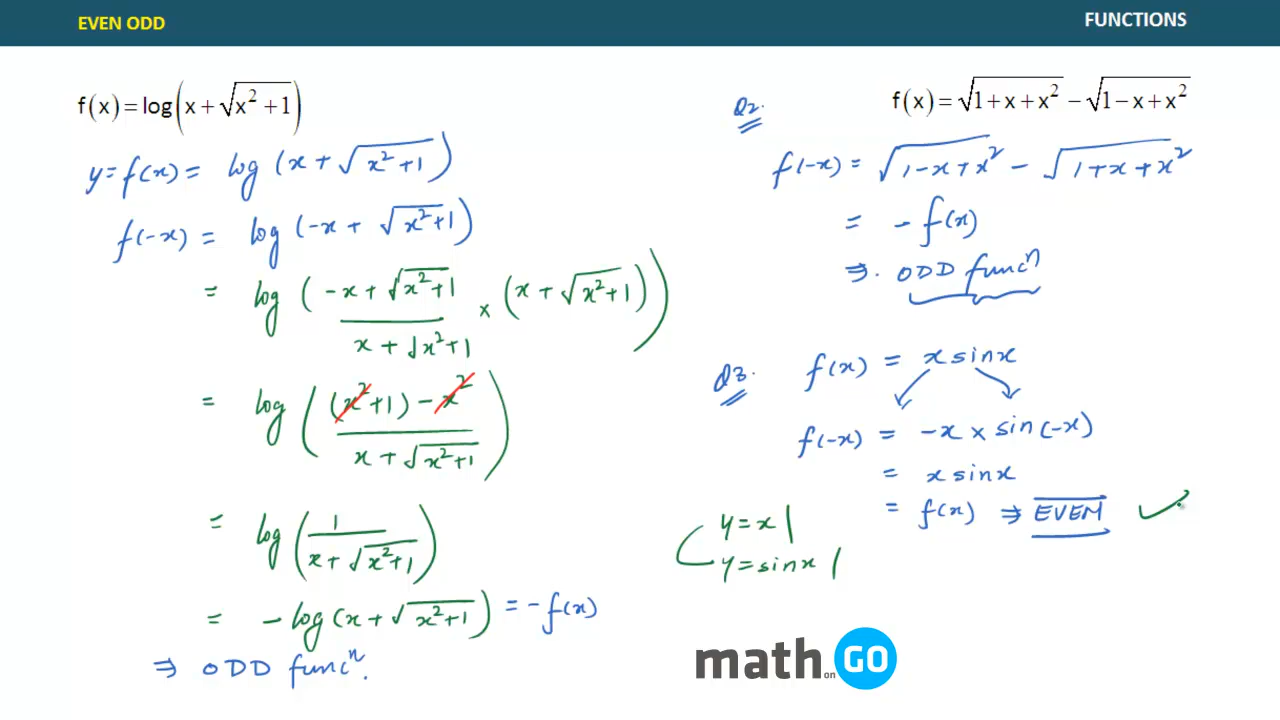 EVEN ODD
FUNCTIONS
f(x)=log(x+√(x²+1))
y=f(x) = log(x+√(x²+1))
f(-x) = log(-x+√(x²+1))
= log((-x+√(x²+1))/(x+√(x²+1)) × (x+√(x²+1)))
= log(((x²+1)-x²)/(x+√(x²+1)))
= log(1/(x+√(x²+1)))
= -log(x+√(x²+1)) = -f(x)
⇒ ODD funcⁿ.
Q2.
f(x)=√(1+x+x²)-√(1-x+x²)
f(-x) = √(1-x+x²) - √(1+x+x²)
= -f(x)
⇒. ODD funcⁿ
Q3. f(x) = x sinx
f(-x) = -x × sin(-x)
= x sinx
= f(x) ⇒ EVEN ✓
y=x |
y=sinx |
math on GO